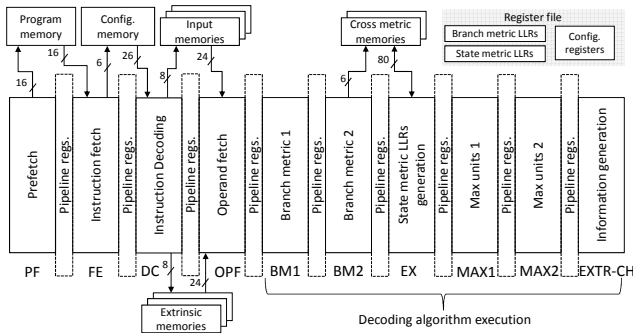 Program
memory
Config.
memory
Input
memories
Cross metric
memories
Register file
Branch metric LLRs
State metric LLRs
Config.
registers
16
16
6
26
8
24
6
80
Prefetch
Pipeline regs.
Instruction fetch
Pipeline regs.
Instruction Decoding
Pipeline regs.
Operand fetch
Pipeline regs.
Branch metric 1
Pipeline regs.
Branch metric 2
Pipeline regs.
State metric LLRs
generation
Pipeline regs.
Max units 1
Pipeline regs.
Max units 2
Pipeline regs.
Information generation
PF
FE
DC
8
24
OPF
BM1
BM2
EX
MAX1
MAX2
EXTR-CH
Extrinsic
memories
Decoding algorithm execution